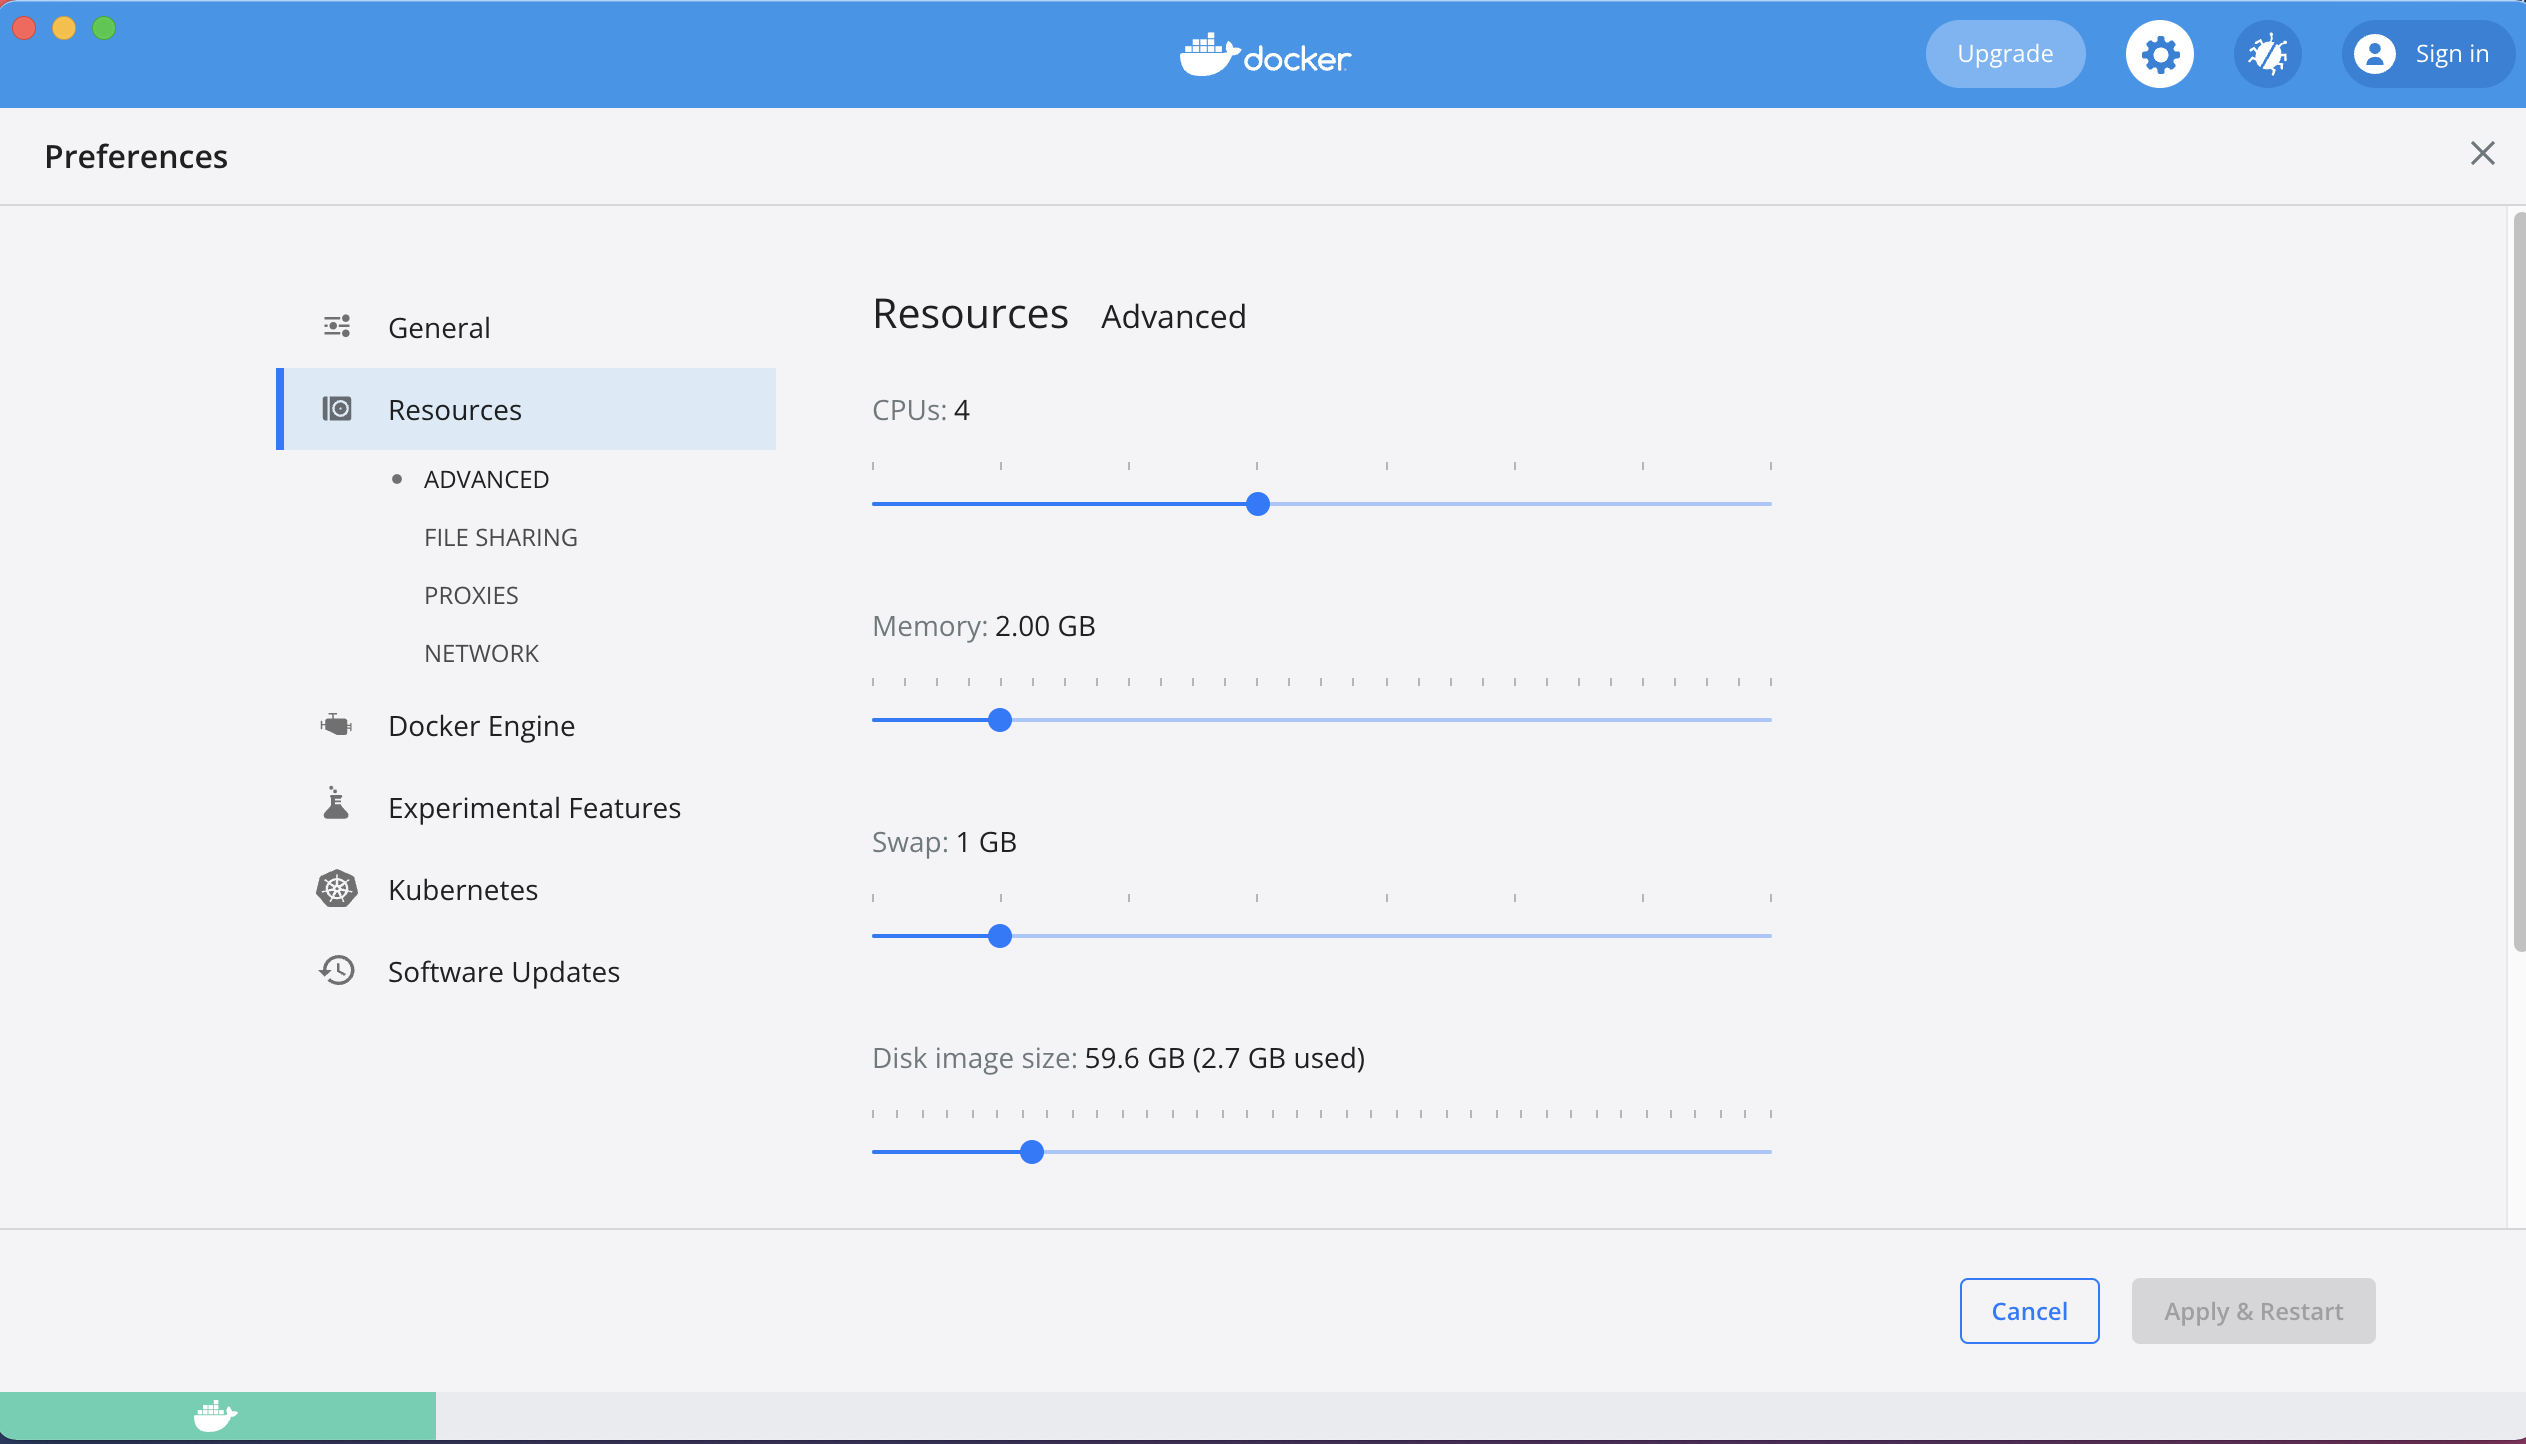 docker
Upgrade
Sign in
Preferences
General
Resources
ADVANCED
FILE SHARING
PROXIES
NETWORK
Docker Engine
Experimental Features
Kubernetes
Software Updates
Resources Advanced
CPUs: 4
Memory: 2.00 GB
Swap: 1 GB
Disk image size: 59.6 GB (2.7 GB used)
Cancel
Apply & Restart